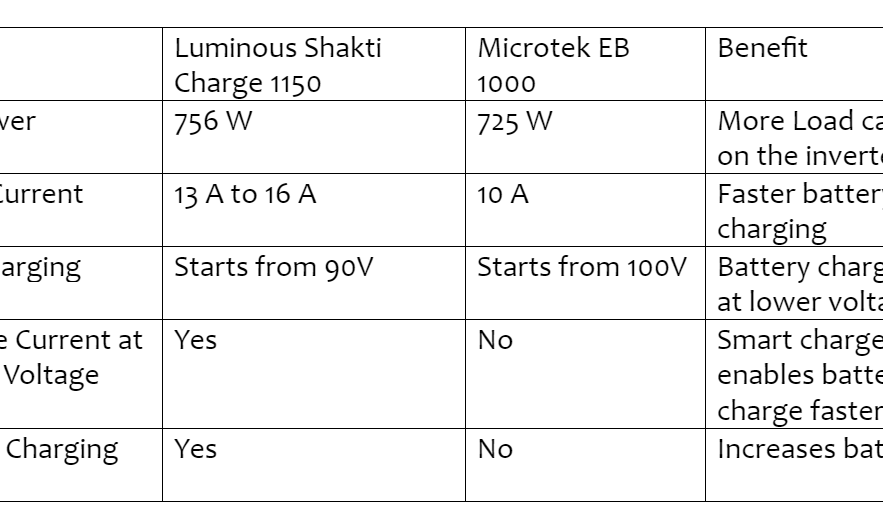 Luminous Shakti Charge 1150
Microtek EB 1000
Benefit
wer
756 W
725 W
More Load ca
on the inverte
Current
13 A to 16 A
10 A
Faster battery
charging
arging
Starts from 90V
Starts from 100V
Battery charg
at lower volta
e Current at
Voltage
Yes
No
Smart charge
enables batte
charge faster
Charging
Yes
No
Increases bat